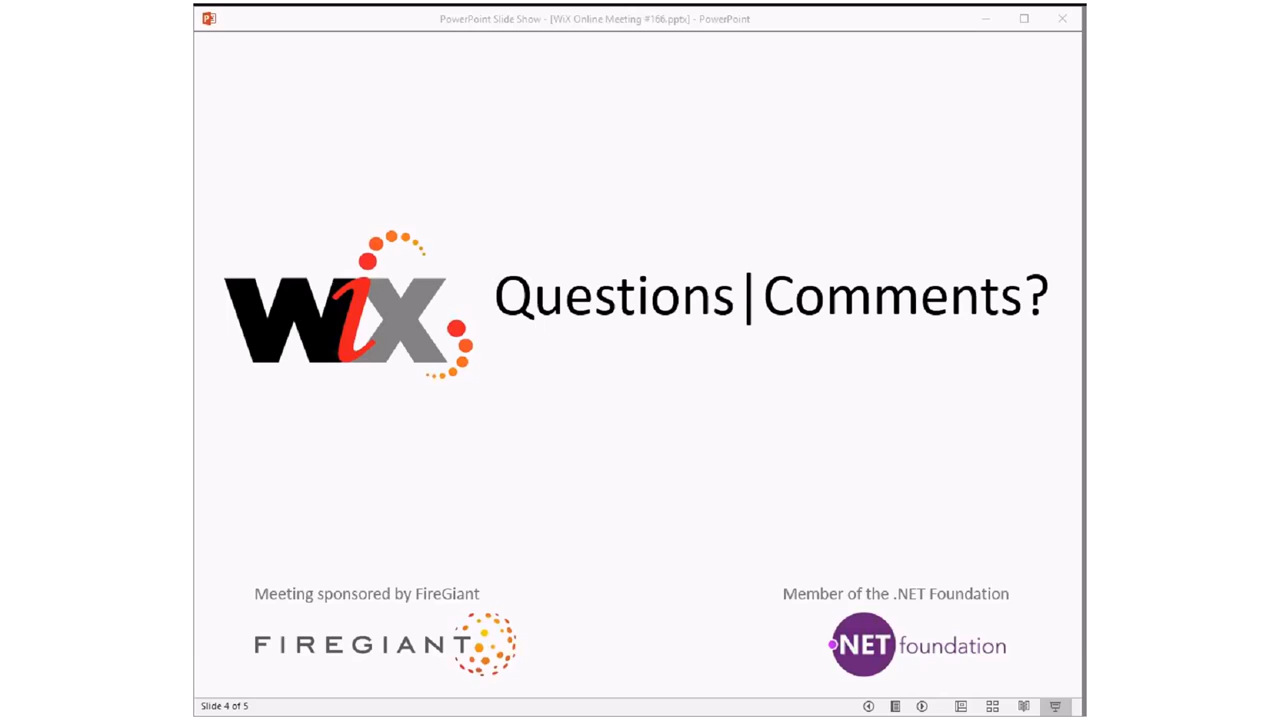 PowerPoint Slide Show - [WiX Online Meeting #166.pptx] - PowerPoint
WiX
Questions|Comments?
Meeting sponsored by FireGiant
FIREGIANT
Member of the .NET Foundation
.NET foundation
Slide 4 of 5